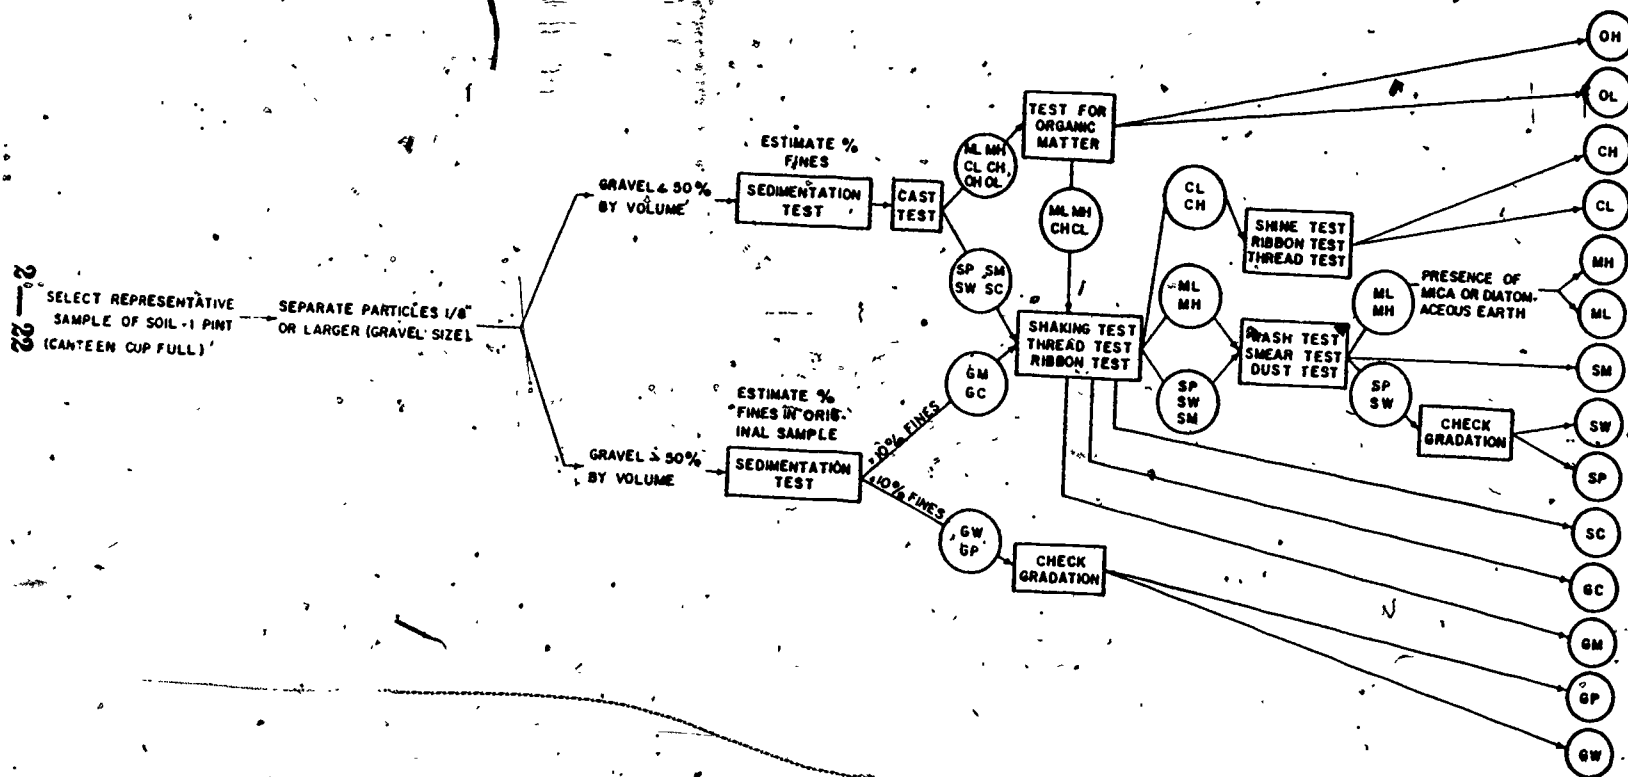 2-22
SELECT REPRESENTATIVE
SAMPLE OF SOIL-1 PINT
(CANTEEN CUP FULL)
SEPARATE PARTICLES 1/8"
OR LARGER (GRAVEL SIZE)
GRAVEL < 50%
BY VOLUME
ESTIMATE %
FINES
SEDIMENTATION
TEST
CAST
TEST
ML MH
CL CH
OH OL
TEST FOR
ORGANIC
MATTER
ML MH
CH CL
SP SM
SW SC
GRAVEL > 50%
BY VOLUME
ESTIMATE %
FINES IN ORIG-
INAL SAMPLE
SEDIMENTATION
TEST
10% FINES
10% FINES
GM
GC
GW
GP
CHECK
GRADATION
SHAKING TEST
THREAD TEST
RIBBON TEST
CL
CH
SHINE TEST
RIBBON TEST
THREAD TEST
ML
MH
SP
SW
SM
WASH TEST
SMEAR TEST
DUST TEST
ML
MH
PRESENCE OF
MICA OR DIATOM-
ACEOUS EARTH
SP
SW
CHECK
GRADATION
OH
OL
CH
CL
MH
ML
SM
SW
SP
SC
GC
GM
GP
GW